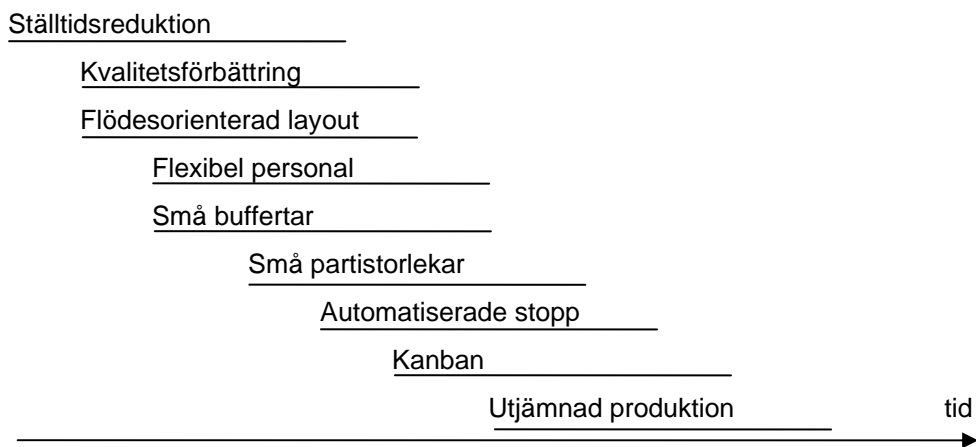 Ställtidsreduktion
Kvalitetsförbättring
Flödesorienterad layout
Flexibel personal
Små buffertar
Små partistorlekar
Automatiserade stopp
Kanban
Utjämnad produktion tid